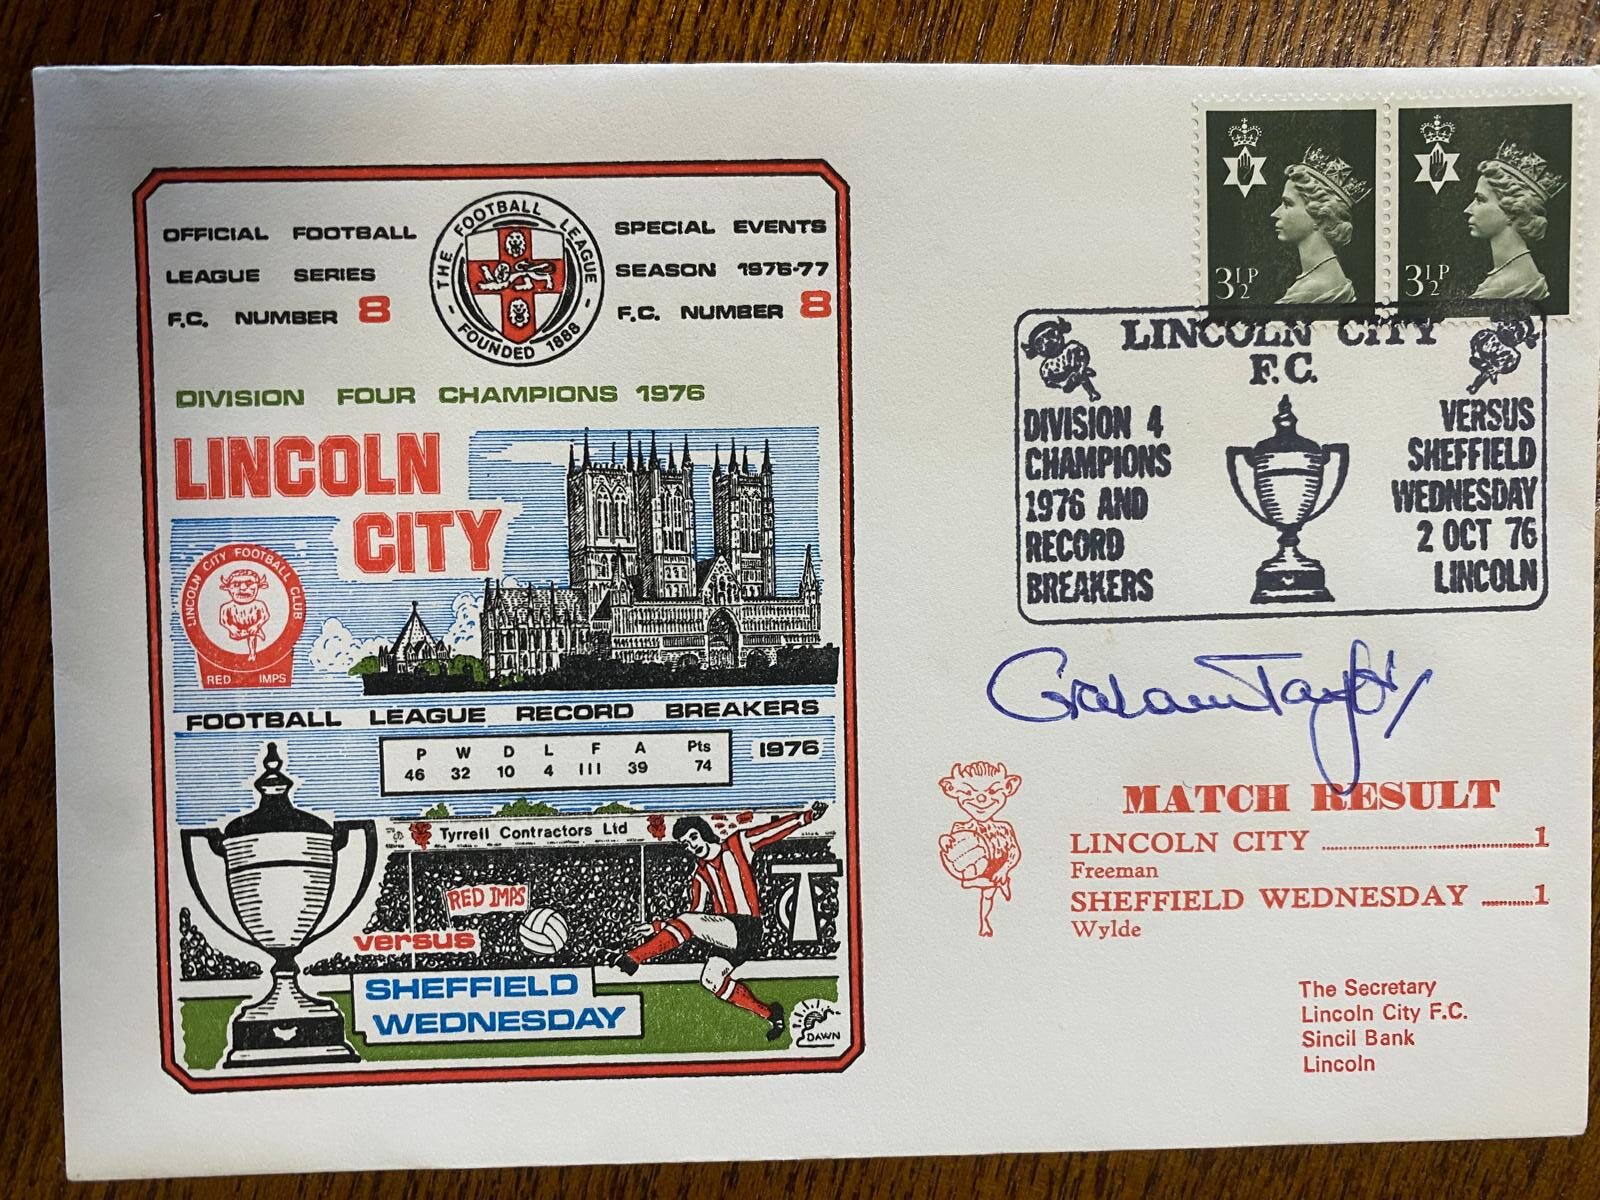 OFFICIAL FOOTBALL
LEAGUE SERIES
F.C. NUMBER 8
THE FOOTBALL LEAGUE
FOUNDED 1888
SPECIAL EVENTS
SEASON 1976-77
F.C. NUMBER 8
DIVISION FOUR CHAMPIONS 1976
LINCOLN
CITY
LINCOLN CITY FOOTBALL CLUB
RED IMPS
FOOTBALL LEAGUE RECORD BREAKERS
1976
P W D L F A Pts
46 32 10 4 111 39 74
Tyrrell Contractors Ltd
RED IMPS
versus
SHEFFIELD
WEDNESDAY
DAWN
3½P
3½P
LINCOLN CITY
F.C.
DIVISION 4
CHAMPIONS
1976 AND
RECORD
BREAKERS
VERSUS
SHEFFIELD
WEDNESDAY
2 OCT 76
LINCOLN
Graham Taylor
MATCH RESULT
LINCOLN CITY ........................................1
Freeman
SHEFFIELD WEDNESDAY ............1
Wylde
The Secretary
Lincoln City F.C.
Sincil Bank
Lincoln